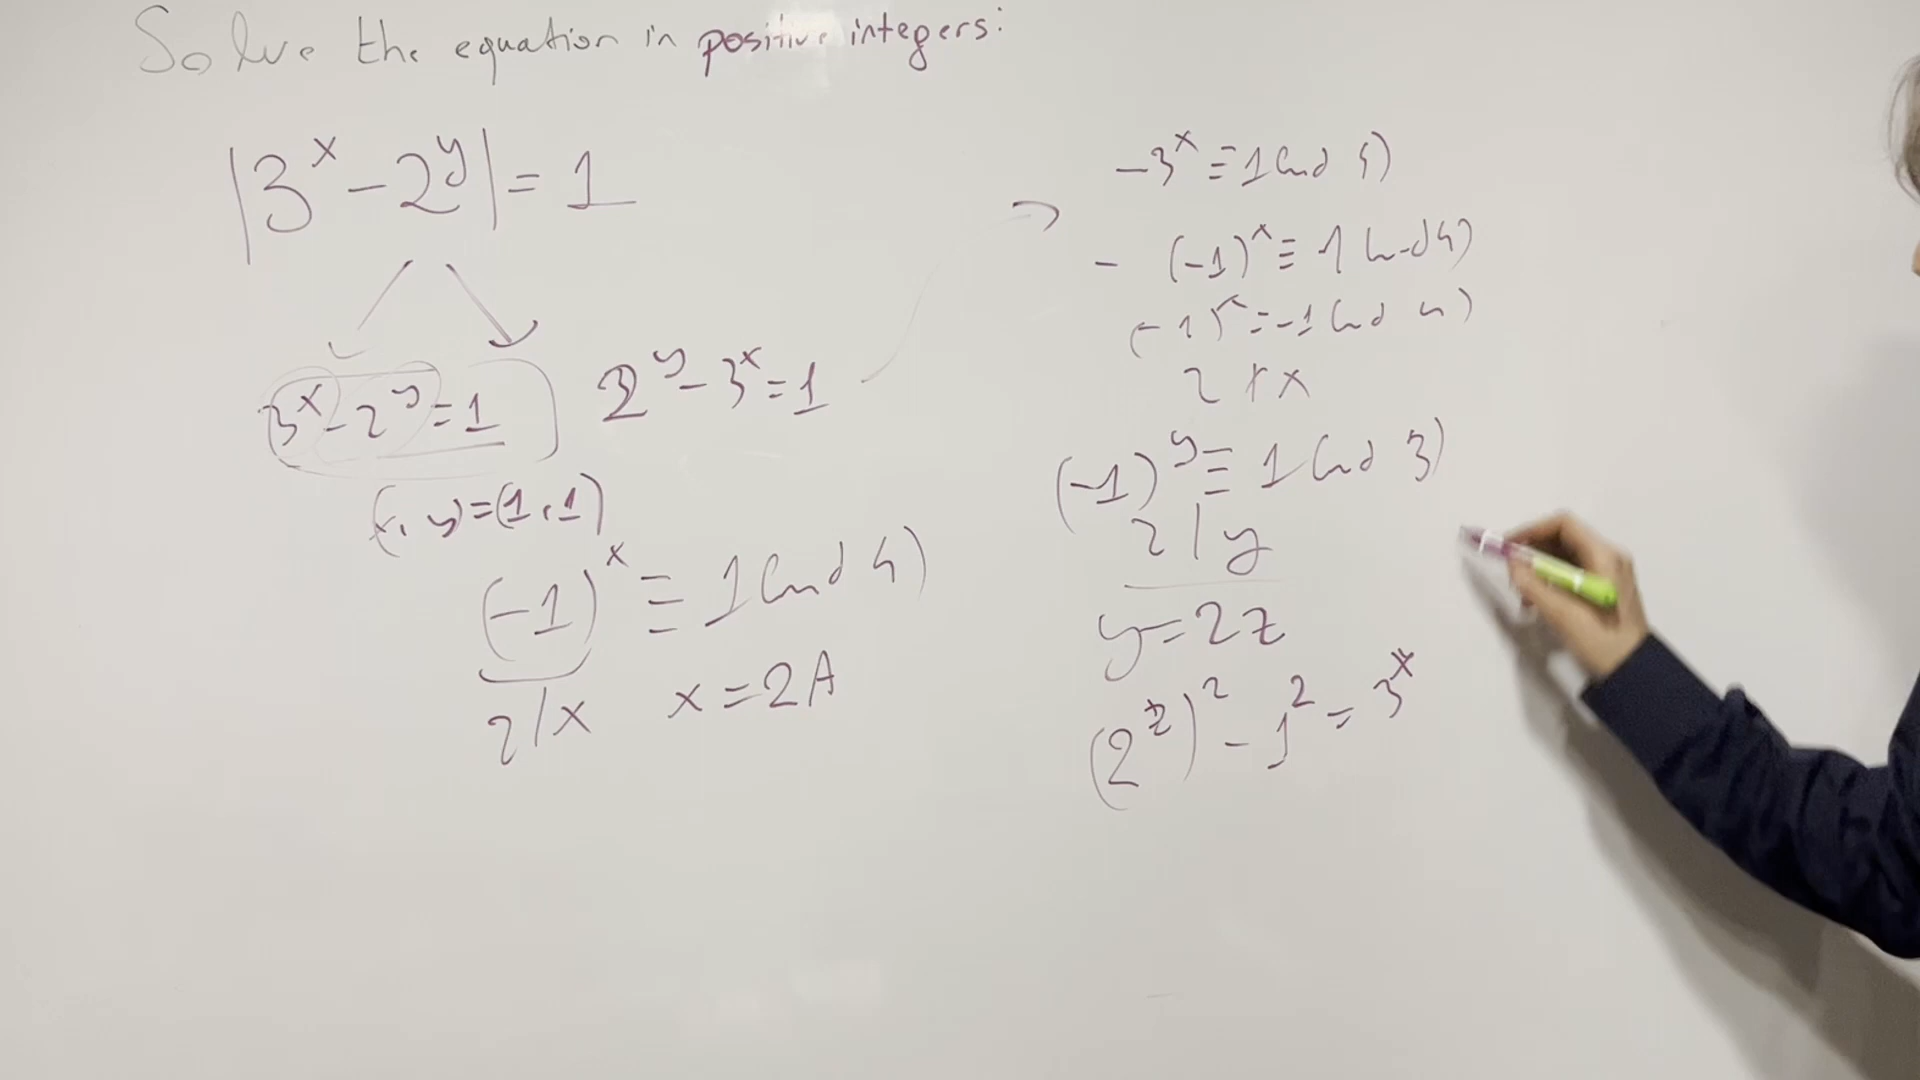 Solve the equation in positive integers:
|3^x - 2^y| = 1
3^x - 2^y = 1
2^y - 3^x = 1
(x, y) = (1, 1)
(-1)^x ≡ 1 (mod 4)
2 | x x = 2A
-3^x ≡ 1 (mod 4)
- (-1)^x ≡ 1 (mod 4)
(-1)^x = -1 (mod 4)
2 ∤ x
(-1)^y ≡ 1 (mod 3)
2 | y
y = 2z
(2^z)^2 - 1^2 = 3^x